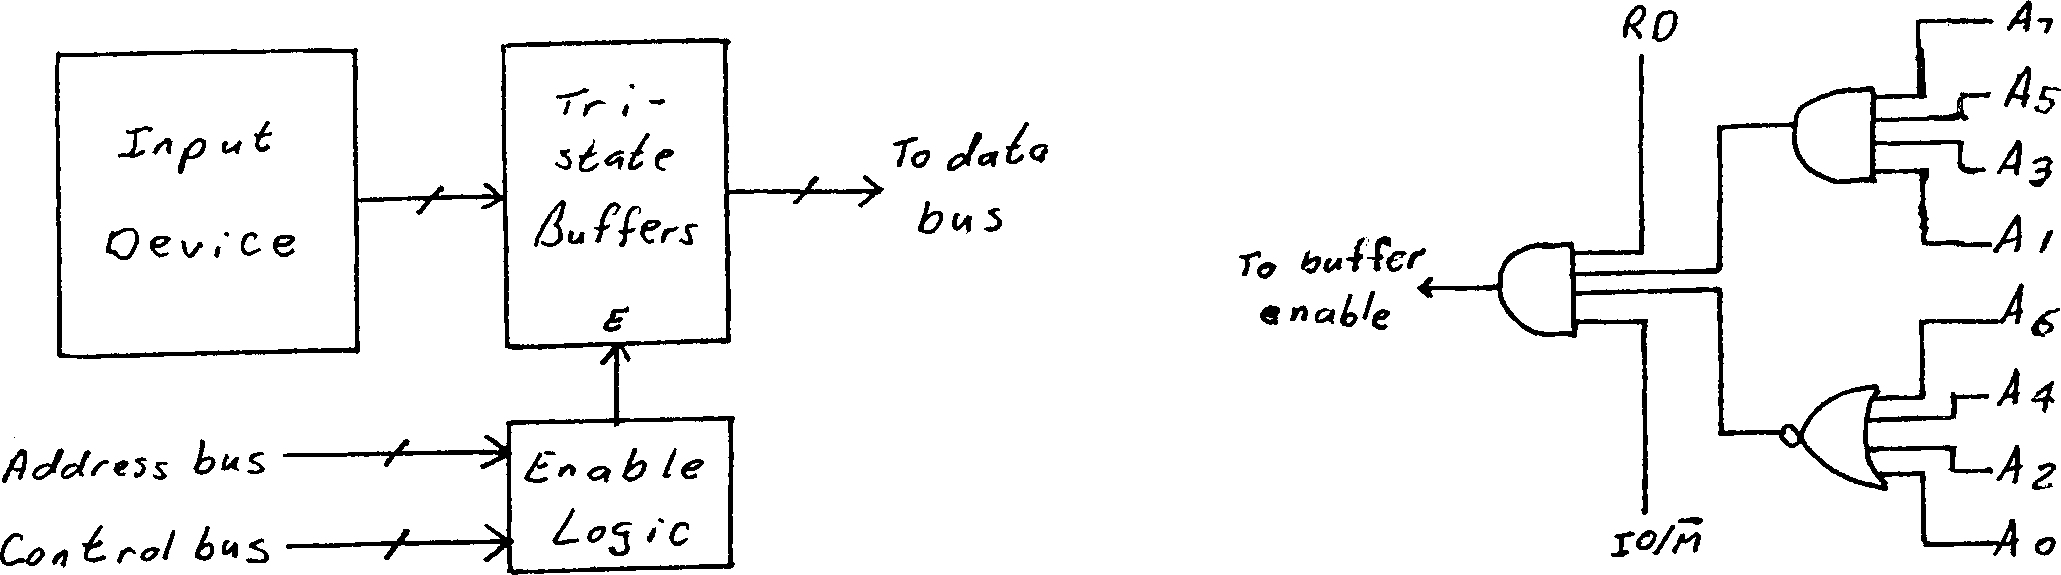 Input
Device
Tri-
state
Buffers
E
To data
bus
Address bus
Control bus
Enable
Logic
RD
To buffer
enable
IO/M̅
A7
A5
A3
A1
A6
A4
A2
A0